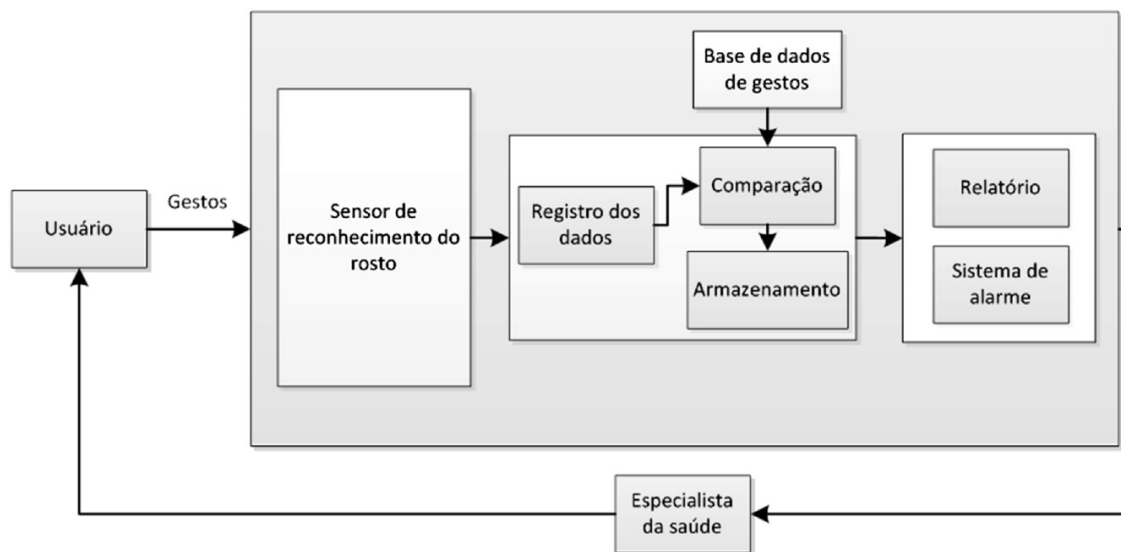 Usuário
Gestos
Sensor de
reconhecimento do
rosto
Base de dados
de gestos
Registro dos
dados
Comparação
Armazenamento
Relatório
Sistema de
alarme
Especialista
da saúde